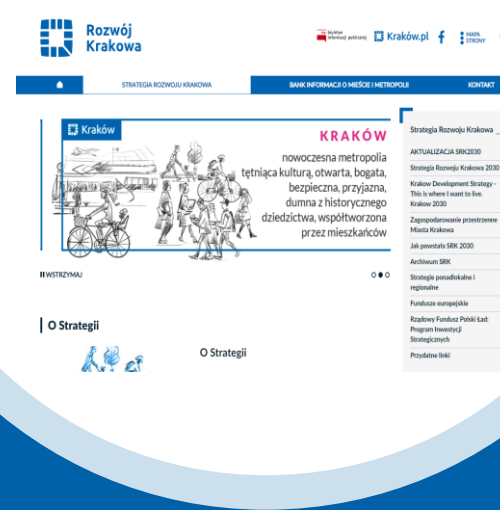 Rozwój
Krakowa
biuletyn
informacji publicznej
Kraków.pl
MAPA
STRONY
STRATEGIA ROZWOJU KRAKOWA
BANK INFORMACJI O MIEŚCIE I METROPOLII
KONTAKT
Kraków
KRAKÓW
nowoczesna metropolia
tętniąca kulturą, otwarta, bogata,
bezpieczna, przyjazna,
dumna z historycznego
dziedzictwa, współtworzona
przez mieszkańców
WSTRZYMAJ
O Strategii
O Strategii
Strategia Rozwoju Krakowa
AKTUALIZACJA SRK2030
Strategia Rozwoju Krakowa 2030
Krakow Development Strategy -
This is where I want to live.
Krakow 2030
Zagospodarowanie przestrzenne
Miasta Krakowa
Jak powstała SRK 2030
Archiwum SRK
Strategie ponadlokalne i
regionalne
Fundusze europejskie
Rządowy Fundusz Polski Ład:
Program Inwestycji
Strategicznych
Przydatne linki